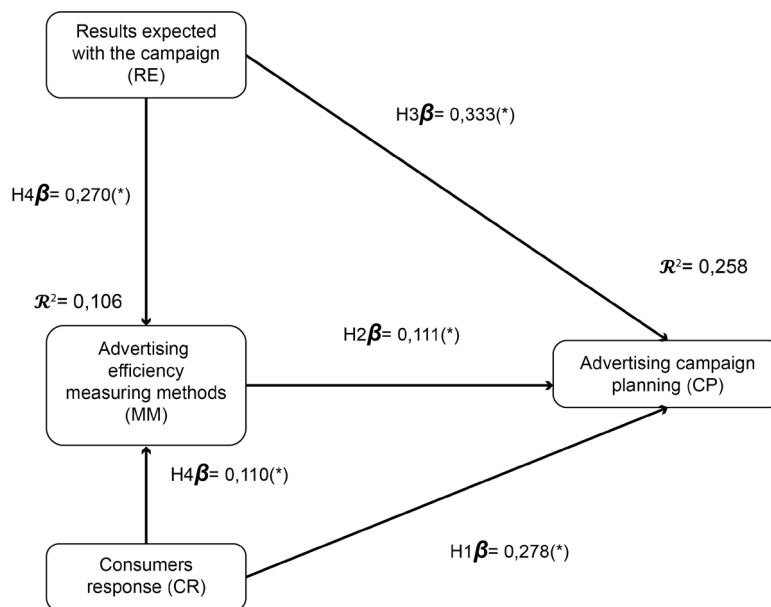 Results expected
with the campaign
(RE)
H3𝜷= 0,333(*)
H4𝜷= 0,270(*)
𝓡²= 0,258
𝓡²= 0,106
H2𝜷= 0,111(*)
Advertising
efficiency
measuring methods
(MM)
Advertising campaign
planning (CP)
H4𝜷= 0,110(*)
H1𝜷= 0,278(*)
Consumers
response (CR)